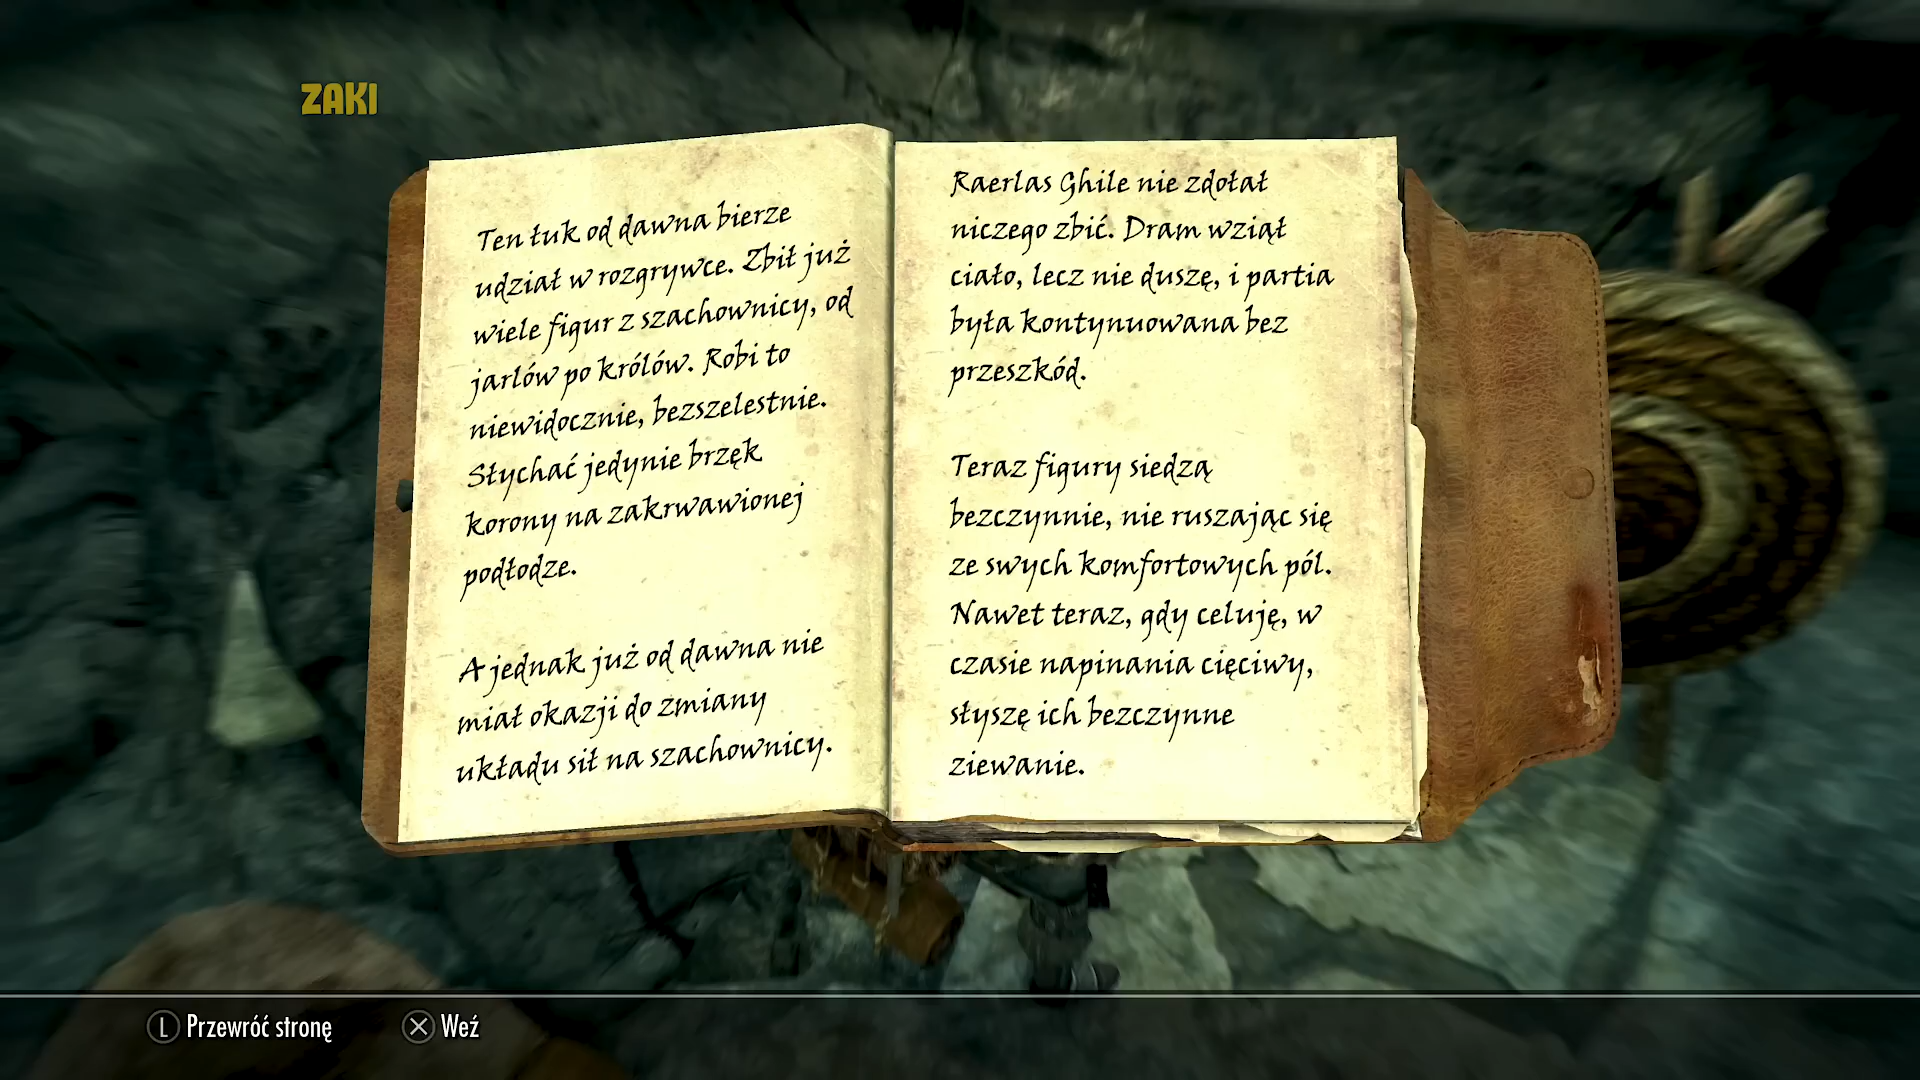 ZAKI
Ten łuk od dawna bierze
udział w rozgrywce. Zbił już
wiele figur z szachownicy, od
jarlów po królów. Robi to
niewidocznie, bezszelestnie.
Słychać jedynie brzęk
korony na zakrwawionej
podłodze.
A jednak już od dawna nie
miał okazji do zmiany
układu sił na szachownicy.
Raerlas Ghile nie zdołał
niczego zbić. Dram wziął
ciało, lecz nie duszę, i partia
była kontynuowana bez
przeszkód.
Teraz figury siedzą
bezczynnie, nie ruszając się
ze swych komfortowych pól.
Nawet teraz, gdy celuję, w
czasie napinania cięciwy,
słyszę ich bezczynne
ziewanie.
L Przewróć stronę
Weź